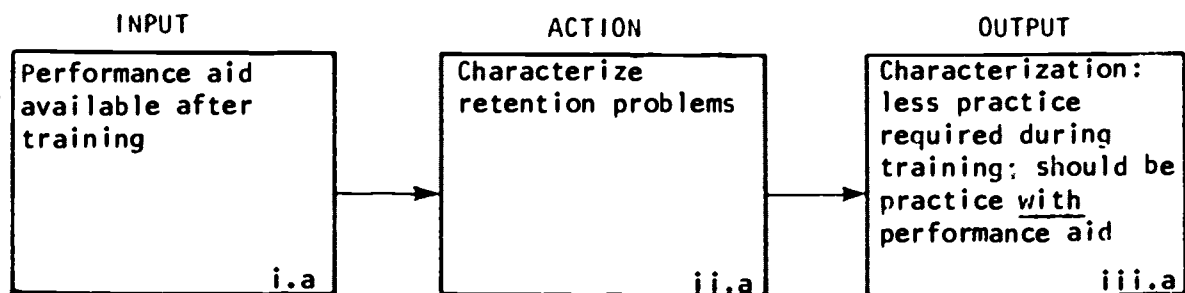 INPUT
Performance aid
available after
training
i.a
ACTION
Characterize
retention problems
ii.a
OUTPUT
Characterization:
less practice
required during
training; should be
practice with
performance aid
iii.a